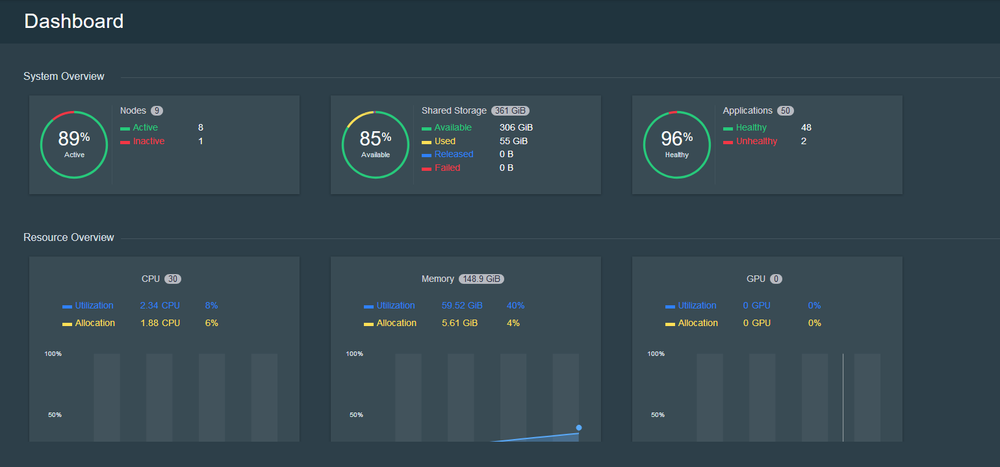 Dashboard
System Overview
Nodes 9
Active 8
Inactive 1
89%
Active
Shared Storage 361 GiB
Available 306 GiB
Used 55 GiB
Released 0 B
Failed 0 B
85%
Available
Applications 50
Healthy 48
Unhealthy 2
96%
Healthy
Resource Overview
CPU 30
Utilization 2.34 CPU 8%
Allocation 1.88 CPU 6%
100%
50%
Memory 148.9 GiB
Utilization 59.52 GiB 40%
Allocation 5.61 GiB 4%
100%
50%
GPU 0
Utilization 0 GPU 0%
Allocation 0 GPU 0%
100%
50%